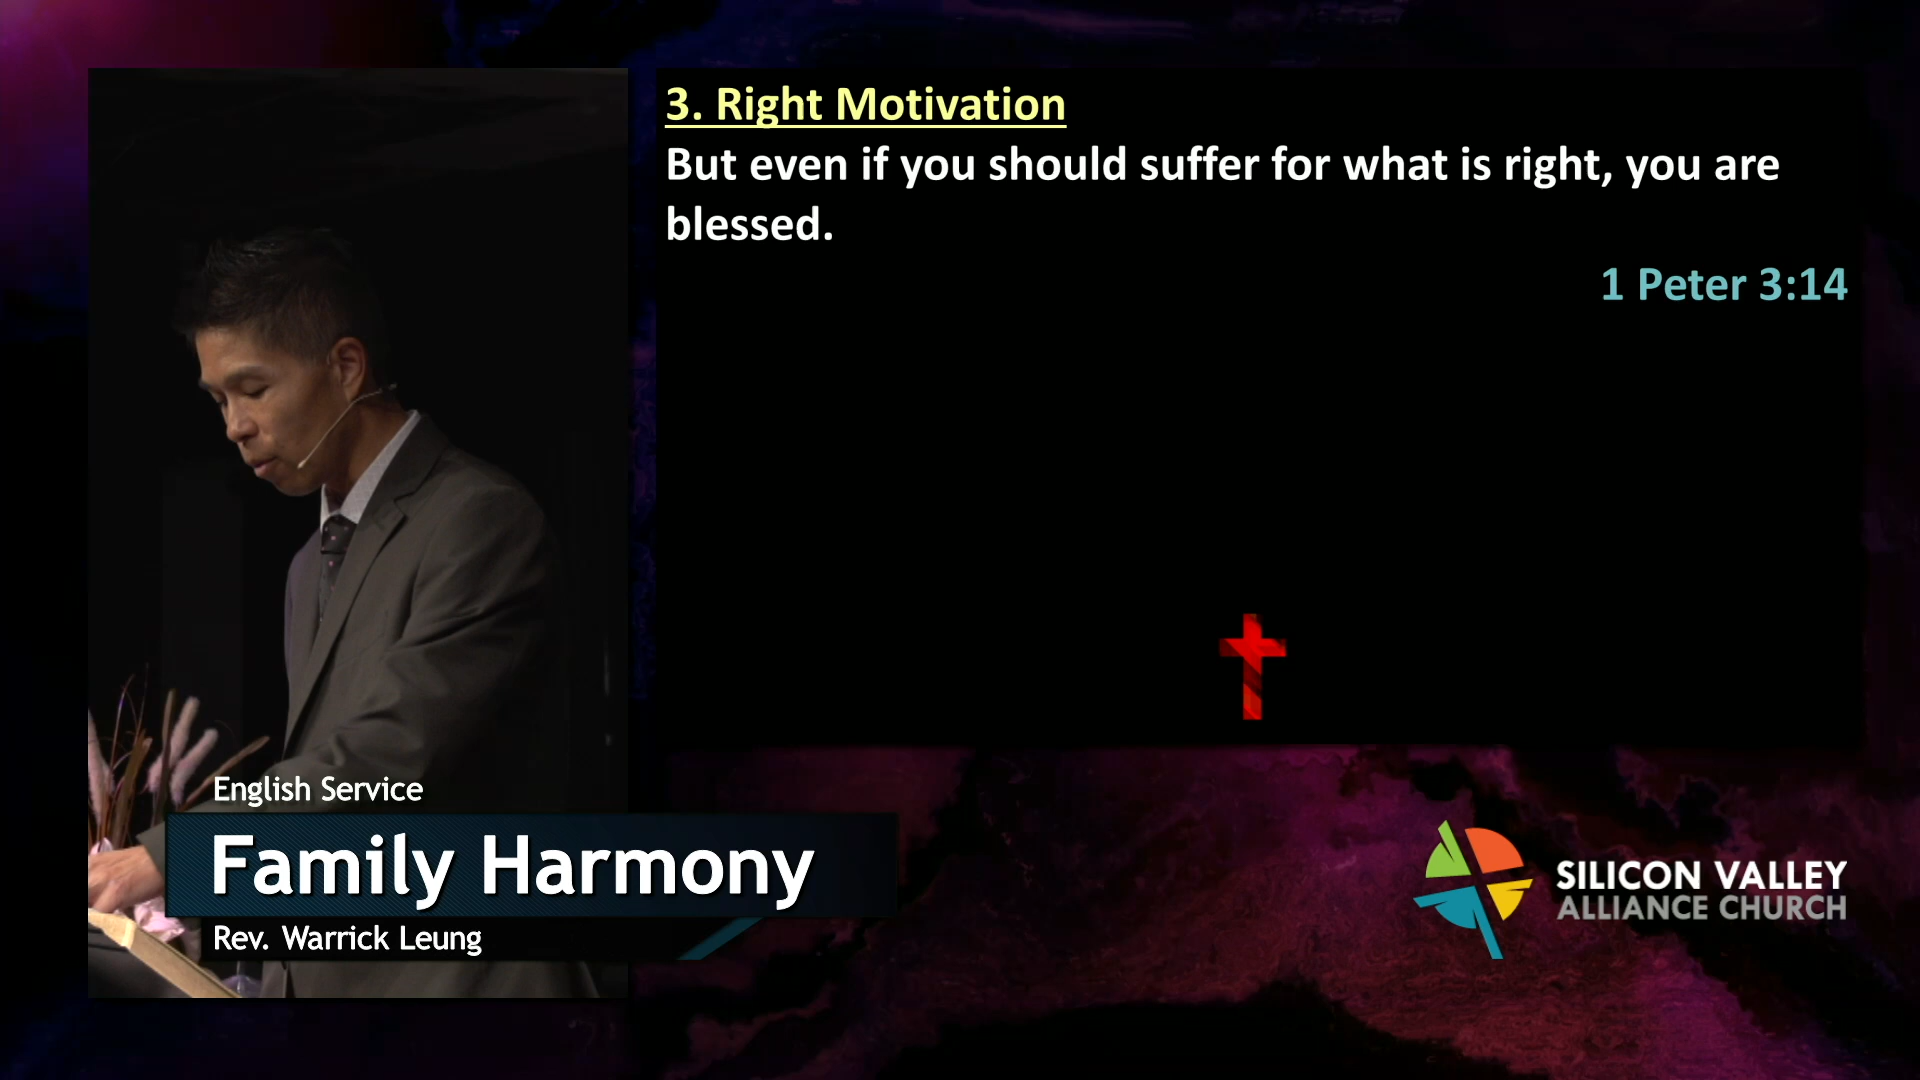 3. Right Motivation
But even if you should suffer for what is right, you are
blessed.
1 Peter 3:14
English Service
Family Harmony
Rev. Warrick Leung
SILICON VALLEY
ALLIANCE CHURCH